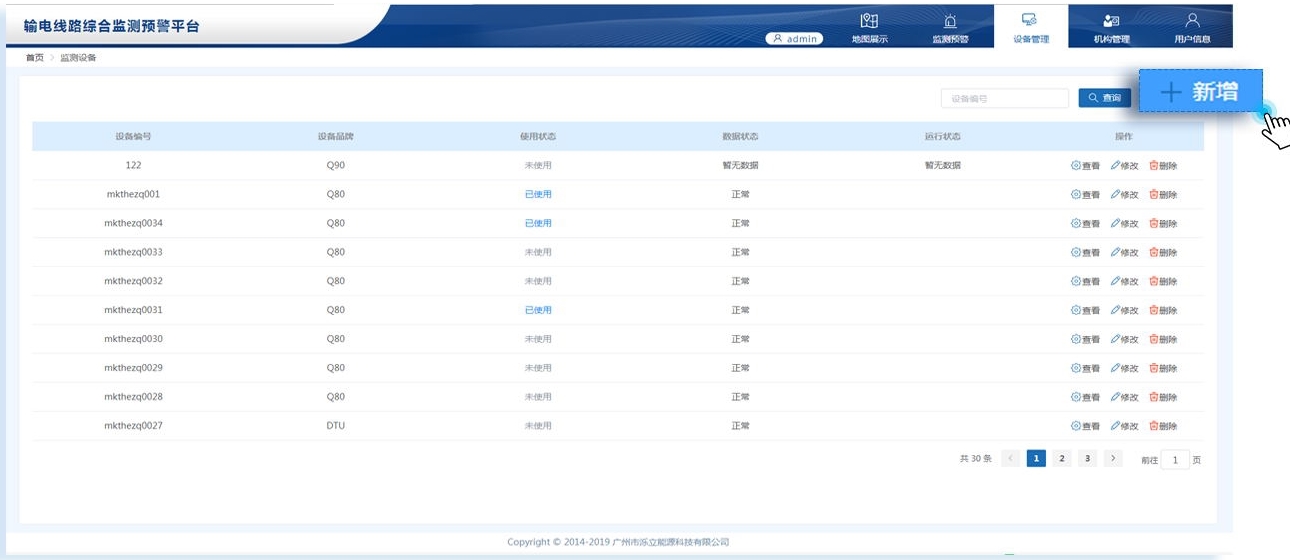 输电线路综合监测预警平台
admin 地图展示 监测预警 设备管理 机构管理 用户信息
首页 > 监测设备
设备编号 查询 新增
设备编号 设备品牌 使用状态 数据状态 运行状态 操作
122 Q90 未使用 暂无数据 暂无数据 查看 修改 删除
mkthezq001 Q80 已使用 正常 查看 修改 删除
mkthezq0034 Q80 已使用 正常 查看 修改 删除
mkthezq0033 Q80 未使用 正常 查看 修改 删除
mkthezq0032 Q80 未使用 正常 查看 修改 删除
mkthezq0031 Q80 已使用 正常 查看 修改 删除
mkthezq0030 Q80 未使用 正常 查看 修改 删除
mkthezq0029 Q80 未使用 正常 查看 修改 删除
mkthezq0028 Q80 未使用 正常 查看 修改 删除
mkthezq0027 DTU 未使用 正常 查看 修改 删除
共 30 条 < 1 2 3 > 前往 1 页
Copyright © 2014-2019 广州市泺立能源科技有限公司